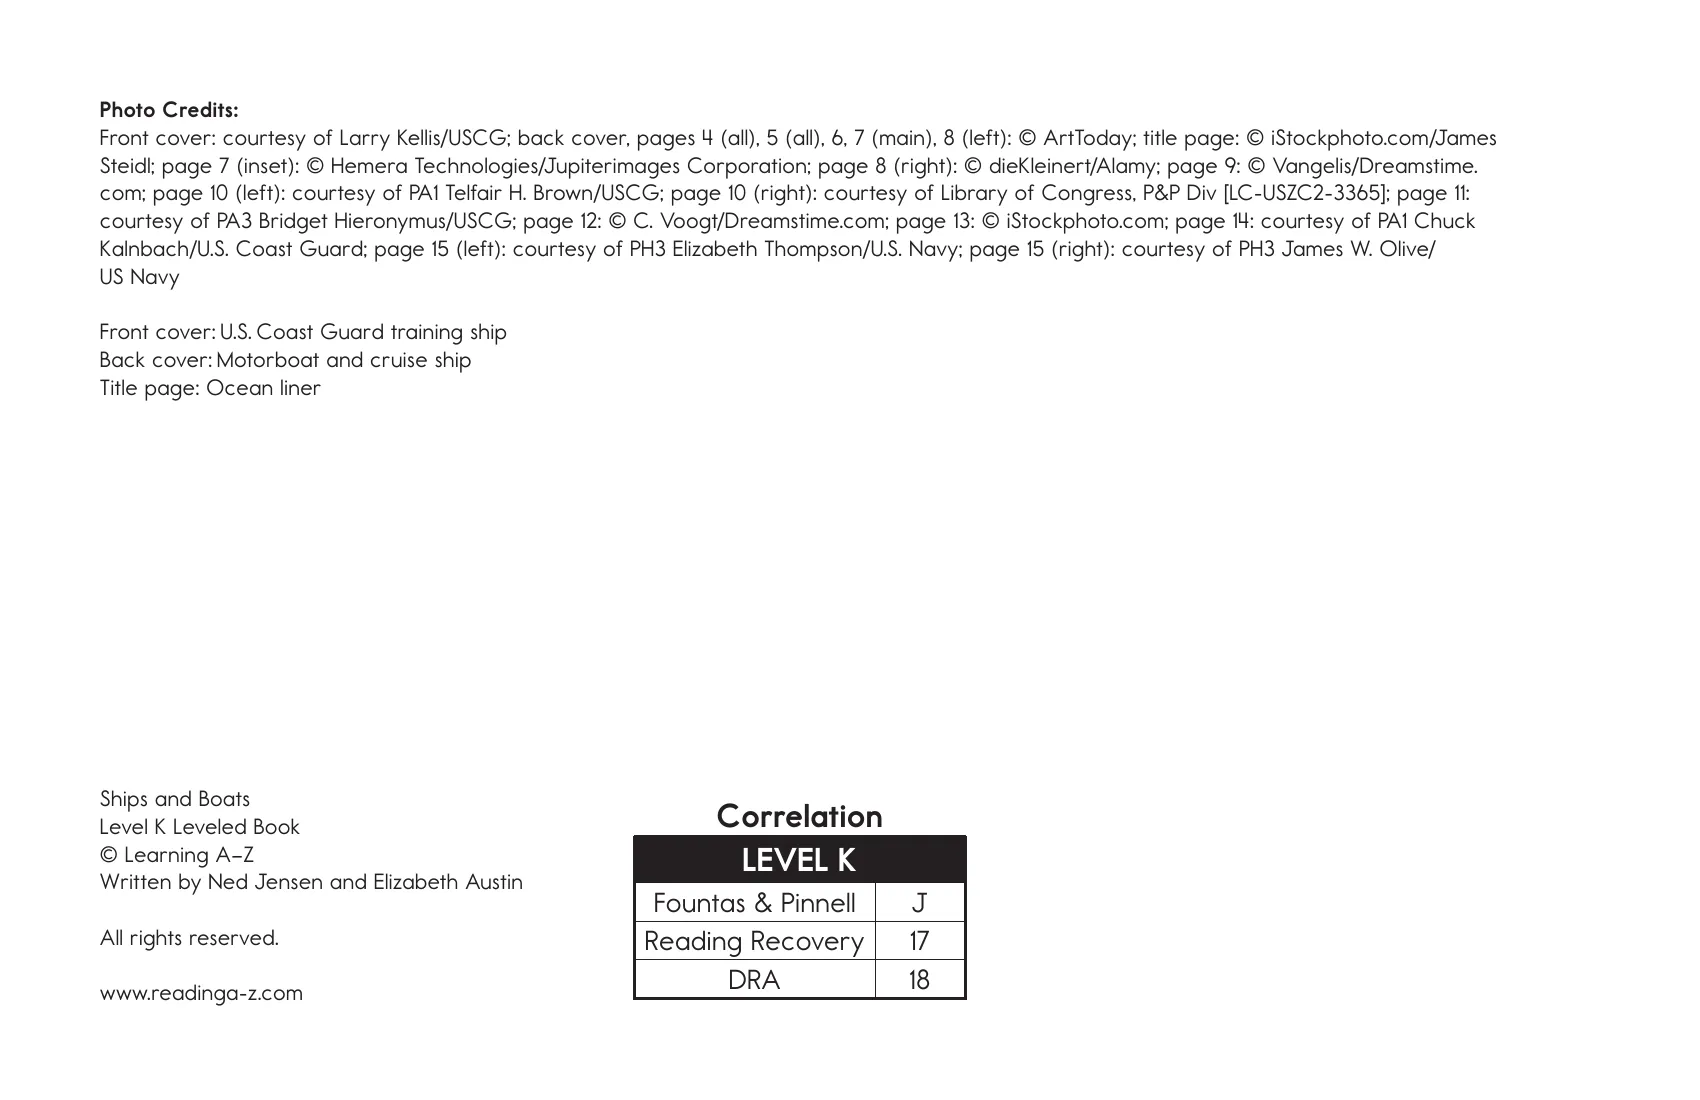 Photo Credits:
Front cover: courtesy of Larry Kellis/USCG; back cover, pages 4 (all), 5 (all), 6, 7 (main), 8 (left): © ArtToday; title page: © iStockphoto.com/James
Steidl; page 7 (inset): © Hemera Technologies/Jupiterimages Corporation; page 8 (right): © dieKleinert/Alamy; page 9: © Vangelis/Dreamstime.
com; page 10 (left): courtesy of PA1 Telfair H. Brown/USCG; page 10 (right): courtesy of Library of Congress, P&P Div [LC-USZC2-3365]; page 11:
courtesy of PA3 Bridget Hieronymus/USCG; page 12: © C. Voogt/Dreamstime.com; page 13: © iStockphoto.com; page 14: courtesy of PA1 Chuck
Kalnbach/U.S. Coast Guard; page 15 (left): courtesy of PH3 Elizabeth Thompson/U.S. Navy; page 15 (right): courtesy of PH3 James W. Olive/
US Navy
Front cover: U.S. Coast Guard training ship
Back cover: Motorboat and cruise ship
Title page: Ocean liner
Ships and Boats
Level K Leveled Book
© Learning A–Z
Written by Ned Jensen and Elizabeth Austin
All rights reserved.
www.readinga-z.com
Correlation
LEVEL K
Fountas & Pinnell J
Reading Recovery 17
DRA 18